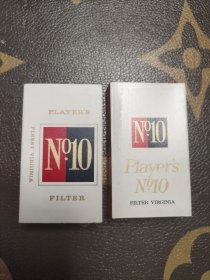 PLAYER'S
FINEST VIRGINIA
Nº10
FILTER
Nº10
Player's
Nº10
FILTER VIRGINIA